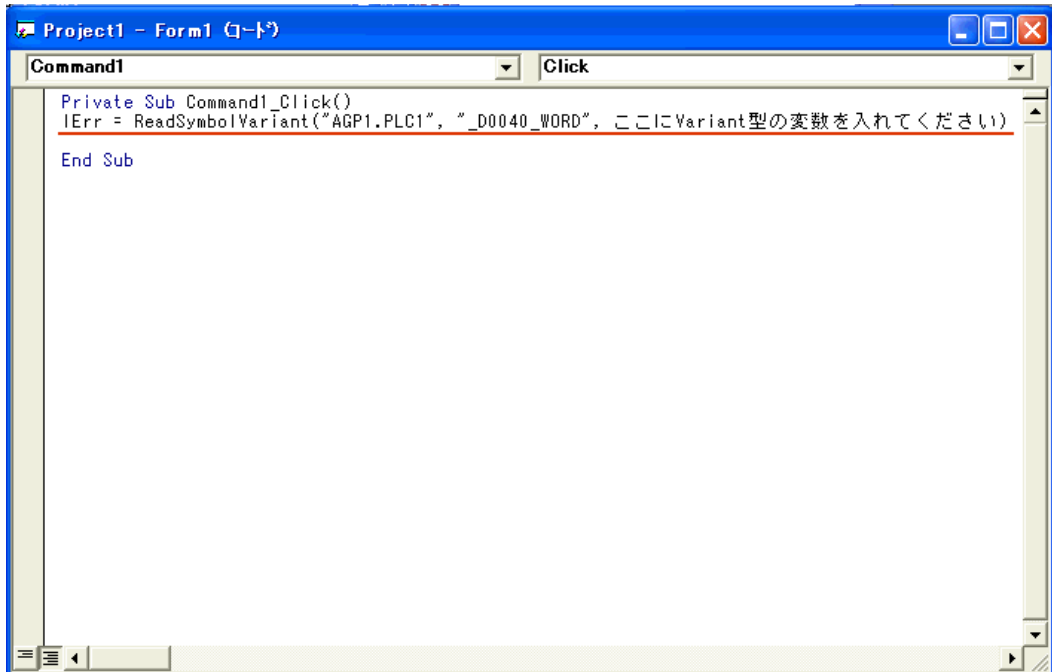 Project1 - Form1 (コード)
Command1
Click
Private Sub Command1_Click()
lErr = ReadSymbolVariant("AGP1.PLC1", "_D0040_WORD", ここにVariant型の変数を入れてください)
End Sub